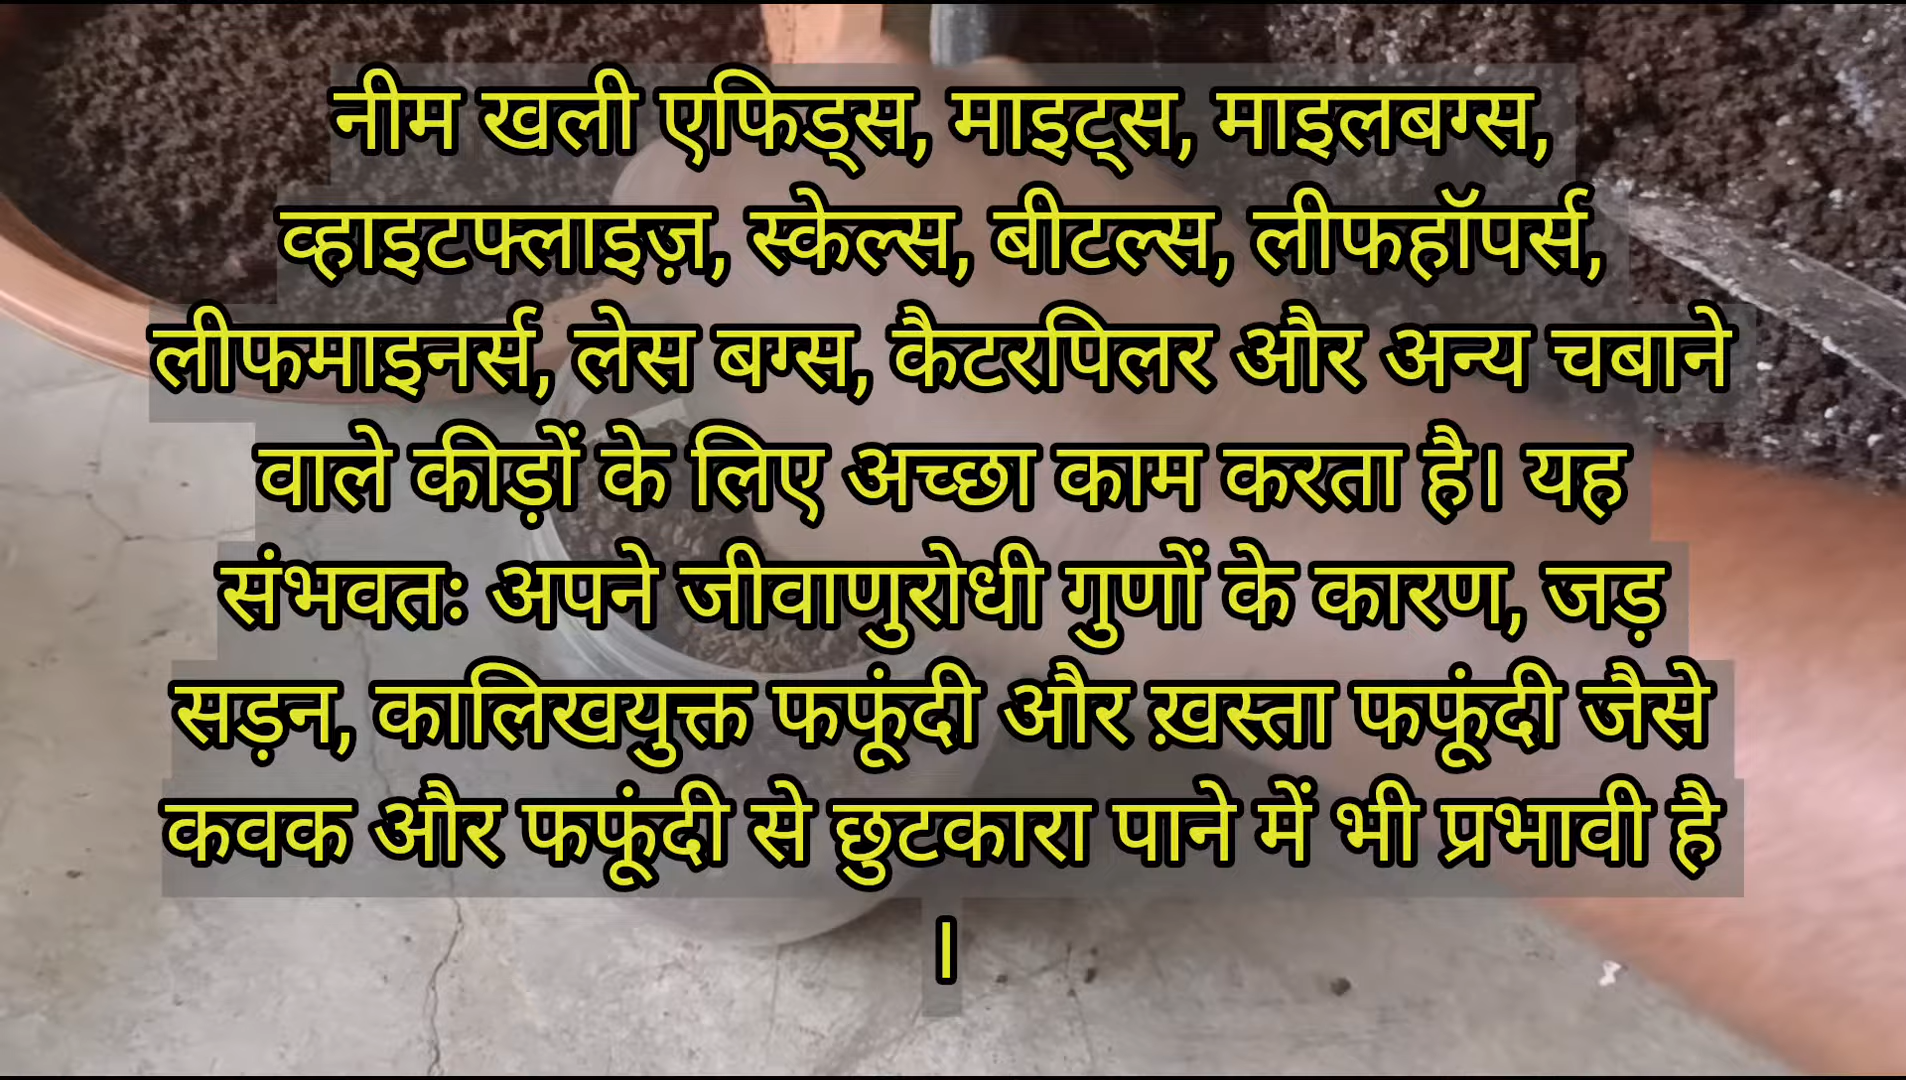 नीम खली एफिड्स, माइट्स, माइलबग्स,
व्हाइटफ्लाइज़, स्केल्स, बीटल्स, लीफहॉपर्स,
लीफमाइनर्स, लेस बग्स, कैटरपिलर और अन्य चबाने
वाले कीड़ों के लिए अच्छा काम करता है। यह
संभवतः अपने जीवाणुरोधी गुणों के कारण, जड़
सड़न, कालिखयुक्त फफूंदी और ख़स्ता फफूंदी जैसे
कवक और फफूंदी से छुटकारा पाने में भी प्रभावी है
।